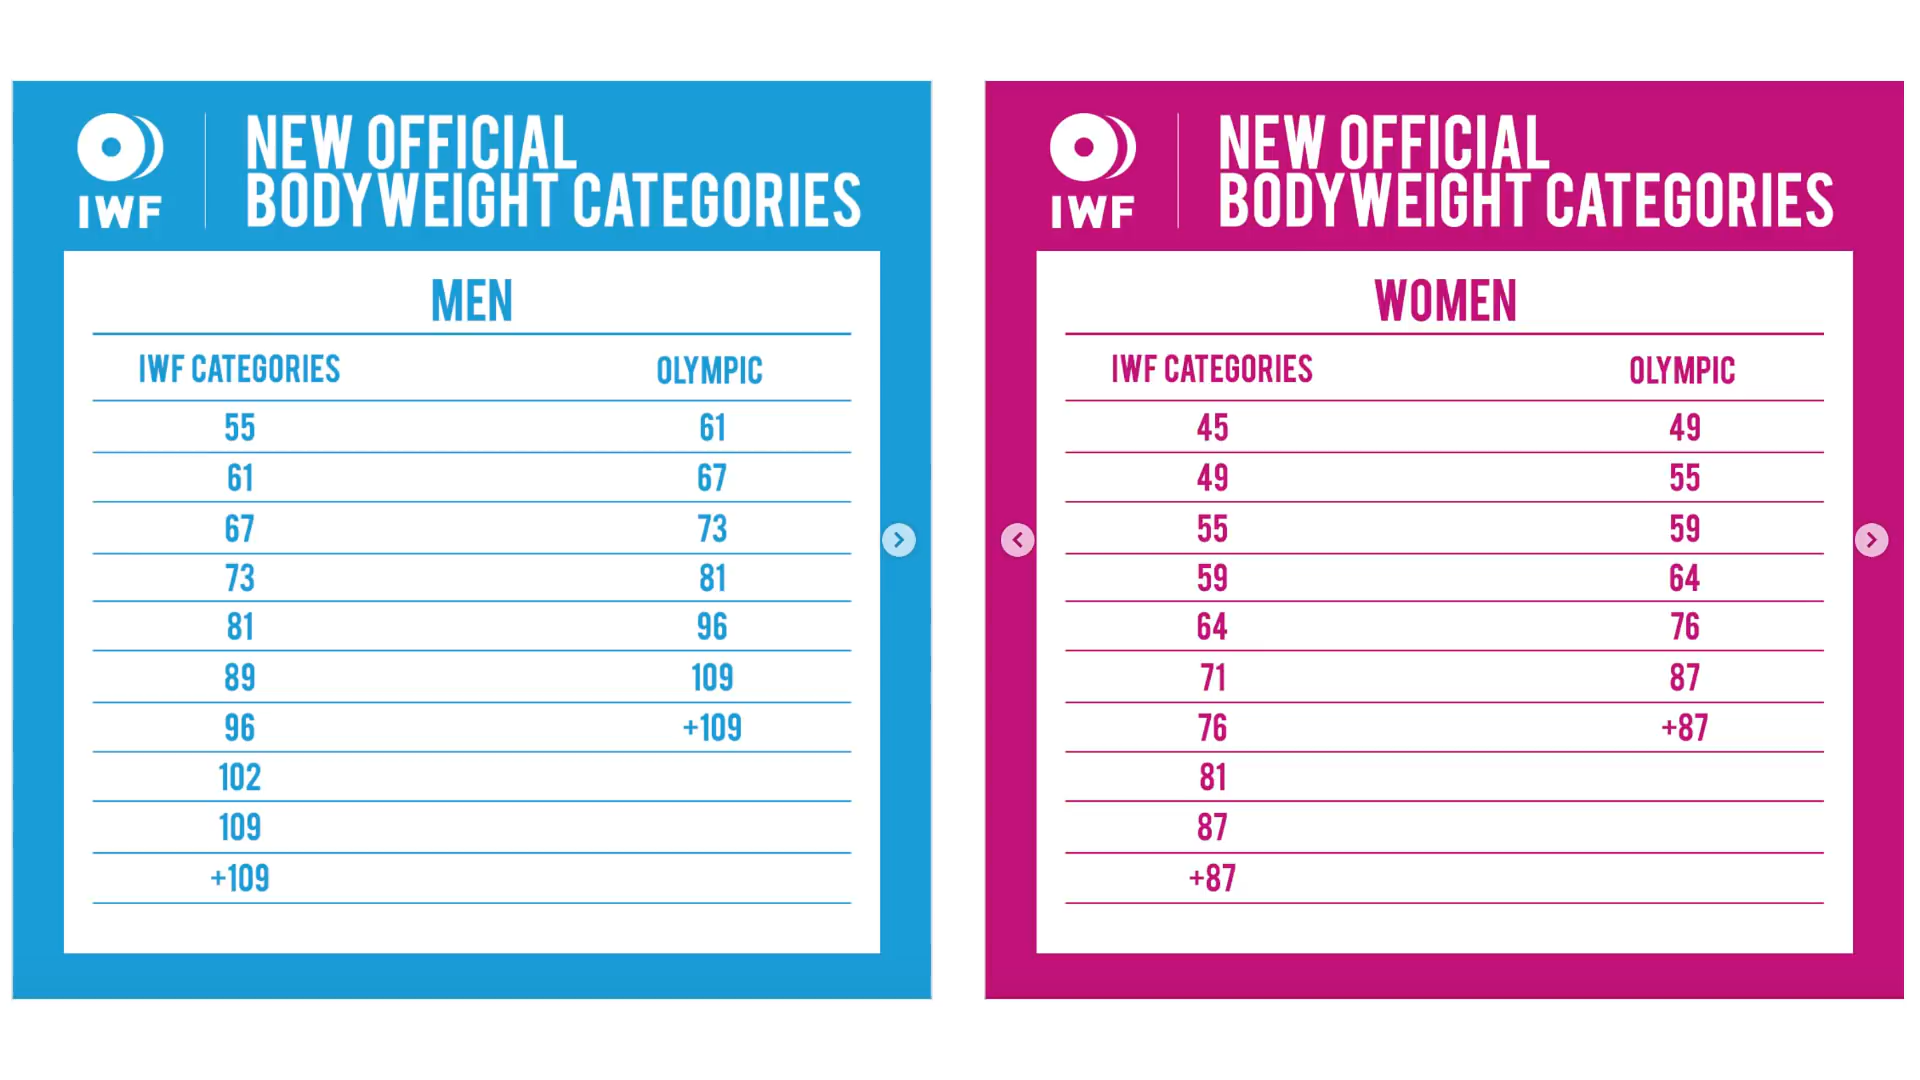 IWF
NEW OFFICIAL
BODYWEIGHT CATEGORIES
MEN
IWF CATEGORIES OLYMPIC
55 61
61 67
67 73
73 81
81 96
89 109
96 +109
102
109
+109
IWF
NEW OFFICIAL
BODYWEIGHT CATEGORIES
WOMEN
IWF CATEGORIES OLYMPIC
45 49
49 55
55 59
59 64
64 76
71 87
76 +87
81
87
+87